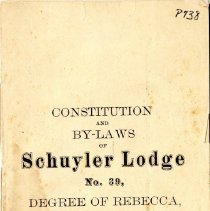 P738
CONSTITUTION
AND
BY-LAWS
OF
Schuyler Lodge
No. 39,
DEGREE OF REBECCA,